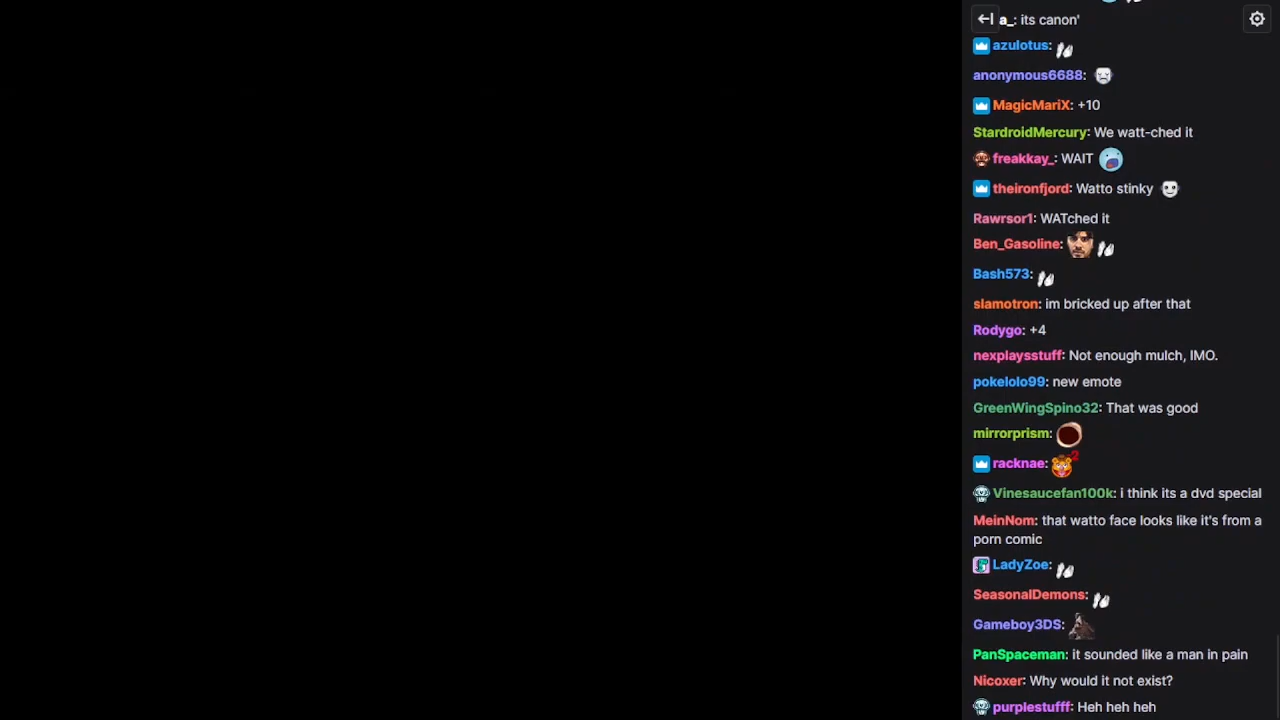 a_: its canon'
azulotus:
anonymous6688:
MagicMariX: +10
StardroidMercury: We watt-ched it
freakkay_: WAIT
theironfjord: Watto stinky
Rawrsor1: WATched it
Ben_Gasoline:
Bash573:
slamotron: im bricked up after that
Rodygo: +4
nexplaysstuff: Not enough mulch, IMO.
pokelolo99: new emote
GreenWingSpino32: That was good
mirrorprism:
racknae: 2
Vinesaucefan100k: i think its a dvd special
MeinNom: that watto face looks like it's from a
porn comic
LadyZoe:
SeasonalDemons:
Gameboy3DS:
PanSpaceman: it sounded like a man in pain
Nicoxer: Why would it not exist?
purplestufff: Heh heh heh